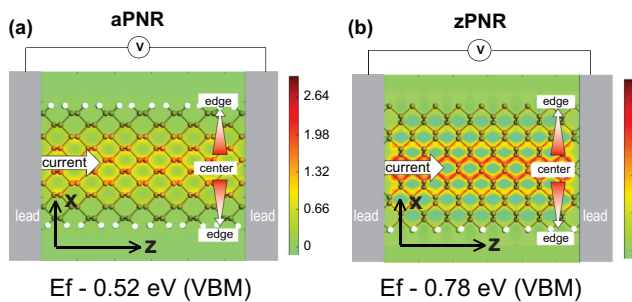 aPNR
zPNR
(a)
(b)
V
V
edge
edge
2.64
1.98
1.32
0.66
0
current
center
current
center
lead
lead
lead
lead
X
X
Z
Z
edge
edge
Ef - 0.52 eV (VBM)
Ef - 0.78 eV (VBM)